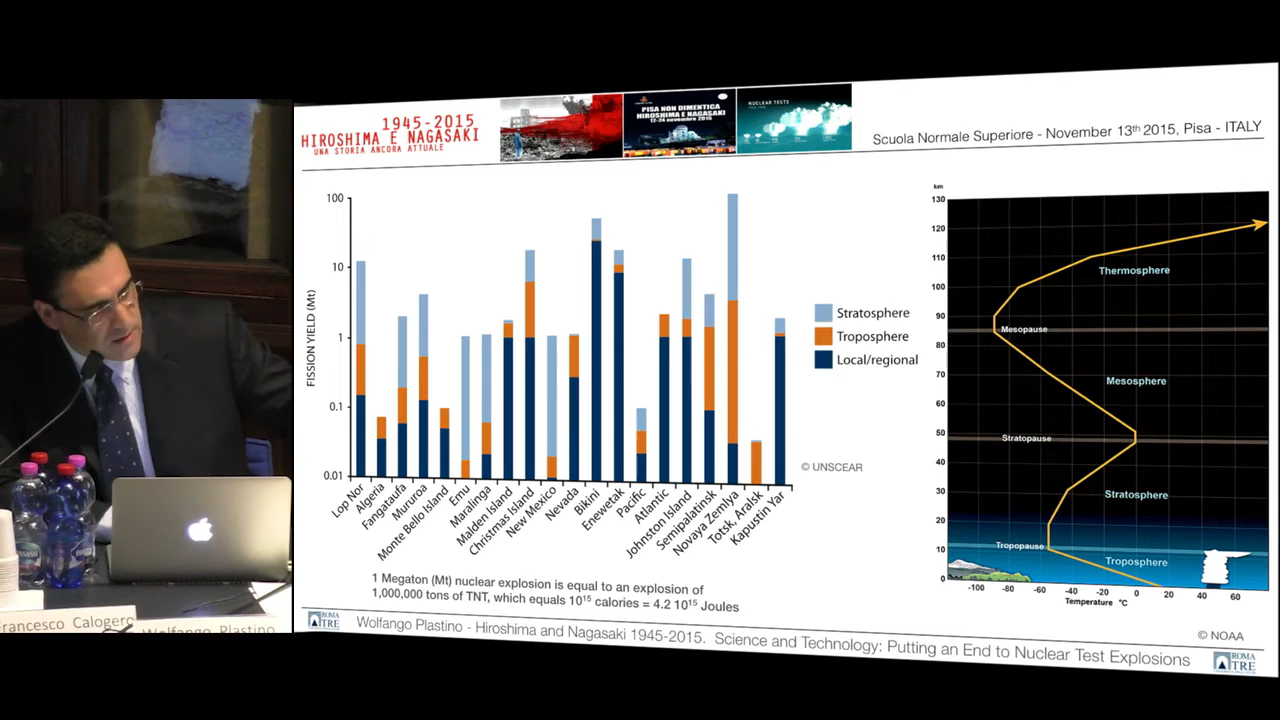 1945-2015
HIROSHIMA E NAGASAKI
UNA STORIA ANCORA ATTUALE
PISA NON DIMENTICA
HIROSHIMA E NAGASAKI
12-24 novembre 2015
NUCLEAR TESTS
Scuola Normale Superiore - November 13th 2015, Pisa - ITALY
FISSION YIELD (Mt)
100
10
1
0.1
0.01
Lop Nor
Algeria
Fangataufa
Mururoa
Monte Bello Island
Emu
Maralinga
Malden Island
Christmas Island
New Mexico
Nevada
Bikini
Enewetak
Pacific
Atlantic
Johnston Island
Semipalatinsk
Novaya Zemlya
Totsk, Aralsk
Kapustin Yar
Stratosphere
Troposphere
Local/regional
© UNSCEAR
1 Megaton (Mt) nuclear explosion is equal to an explosion of
1,000,000 tons of TNT, which equals 10¹⁵ calories = 4.2 10¹⁵ Joules
km
130
120
110
100
90
80
70
60
50
40
30
20
10
0
Thermosphere
Mesopause
Mesosphere
Stratopause
Stratosphere
Tropopause
Troposphere
-100 -80 -60 -40 -20 0 20 40 60
Temperature °C
© NOAA
ROMA
TRE
Wolfango Plastino - Hiroshima and Nagasaki 1945-2015. Science and Technology: Putting an End to Nuclear Test Explosions
ROMA
TRE
Francesco Calogero
Wolfango Plastino